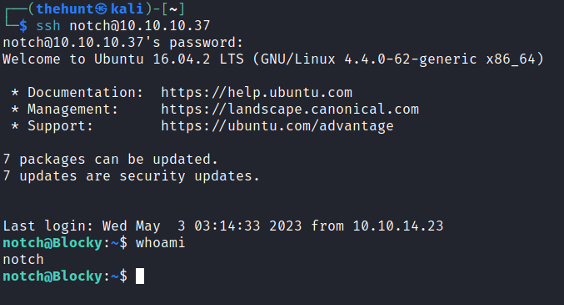 ┌──(thehunt㉿kali)-[~]
└─$ ssh notch@10.10.10.37
notch@10.10.10.37's password:
Welcome to Ubuntu 16.04.2 LTS (GNU/Linux 4.4.0-62-generic x86_64)
* Documentation:  https://help.ubuntu.com
* Management:     https://landscape.canonical.com
* Support:        https://ubuntu.com/advantage
7 packages can be updated.
7 updates are security updates.
Last login: Wed May  3 03:14:33 2023 from 10.10.14.23
notch@Blocky:~$ whoami
notch
notch@Blocky:~$